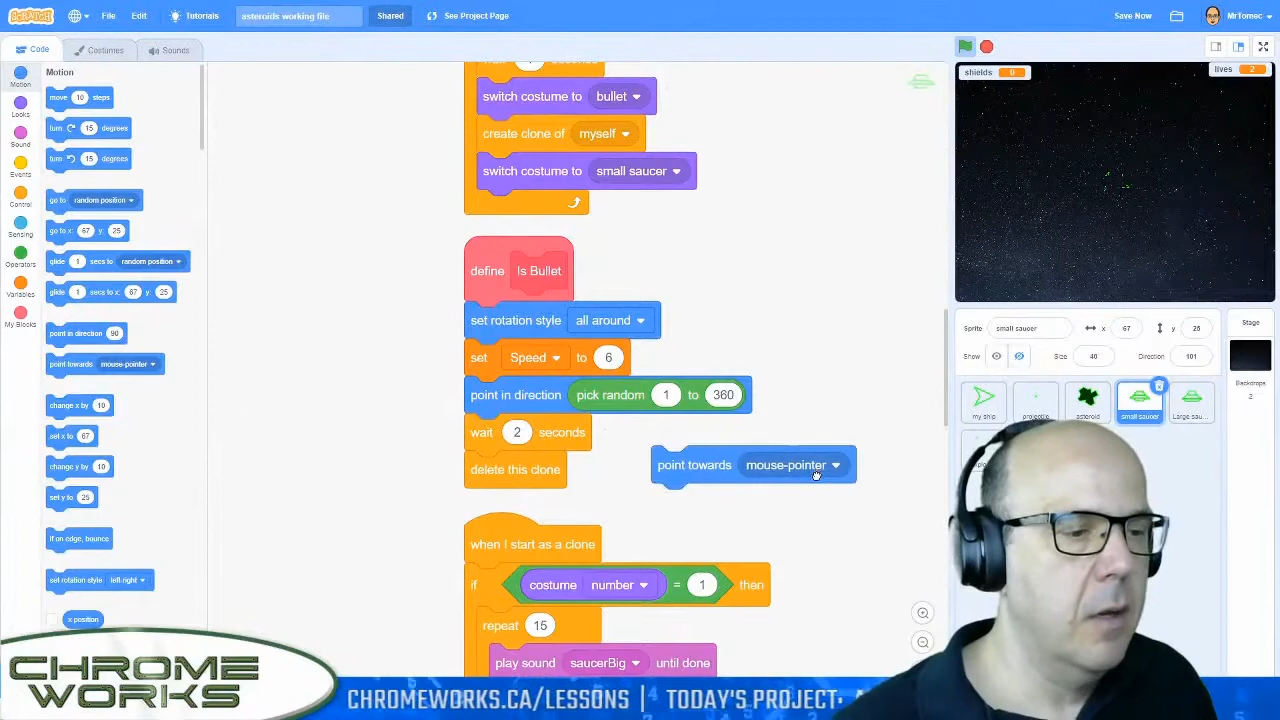 SCRATCH
File
Edit
Tutorials
asteroids working file
Shared
See Project Page
Save Now
MrTomec
Code
Costumes
Sounds
Motion
Looks
Sound
Events
Control
Sensing
Operators
Variables
My Blocks
Motion
move 10 steps
turn 15 degrees
turn 15 degrees
go to random position
go to x: 67 y: 25
glide 1 secs to random position
glide 1 secs to x: 67 y: 25
point in direction 90
point towards mouse-pointer
change x by 10
set x to 67
change y by 10
set y to 25
if on edge, bounce
set rotation style left-right
x position
switch costume to bullet
create clone of myself
switch costume to small saucer
define Is Bullet
set rotation style all around
set Speed to 6
point in direction pick random 1 to 360
wait 2 seconds
delete this clone
point towards mouse-pointer
when I start as a clone
if costume number = 1 then
repeat 15
play sound saucerBig until done
shields 0
lives 2
Sprite small saucer x 67 y 26
Show Size 40 Direction 101
Stage
Backdrops
2
my ship
projectile
asteroid
small saucer
Large sau...
CHROME
WORKS
CHROMEWORKS.CA/LESSONS | TODAY'S PROJECT: